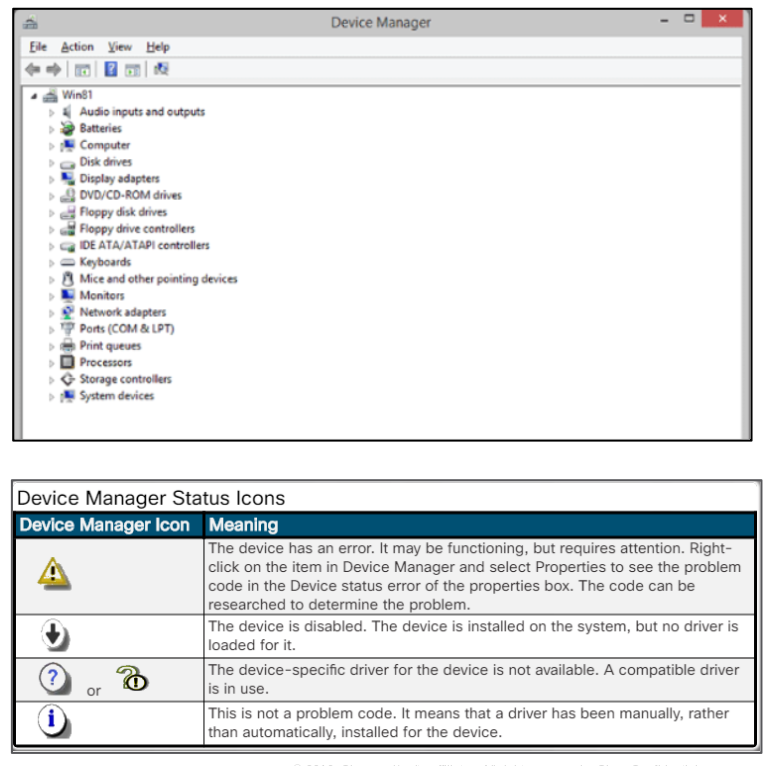 Device Manager
File Action View Help
Win81
Audio inputs and outputs
Batteries
Computer
Disk drives
Display adapters
DVD/CD-ROM drives
Floppy disk drives
Floppy drive controllers
IDE ATA/ATAPI controllers
Keyboards
Mice and other pointing devices
Monitors
Network adapters
Ports (COM & LPT)
Print queues
Processors
Storage controllers
System devices
Device Manager Status Icons
Device Manager Icon Meaning
The device has an error. It may be functioning, but requires attention. Right-
click on the item in Device Manager and select Properties to see the problem
code in the Device status error of the properties box. The code can be
researched to determine the problem.
The device is disabled. The device is installed on the system, but no driver is
loaded for it.
or
The device-specific driver for the device is not available. A compatible driver
is in use.
This is not a problem code. It means that a driver has been manually, rather
than automatically, installed for the device.